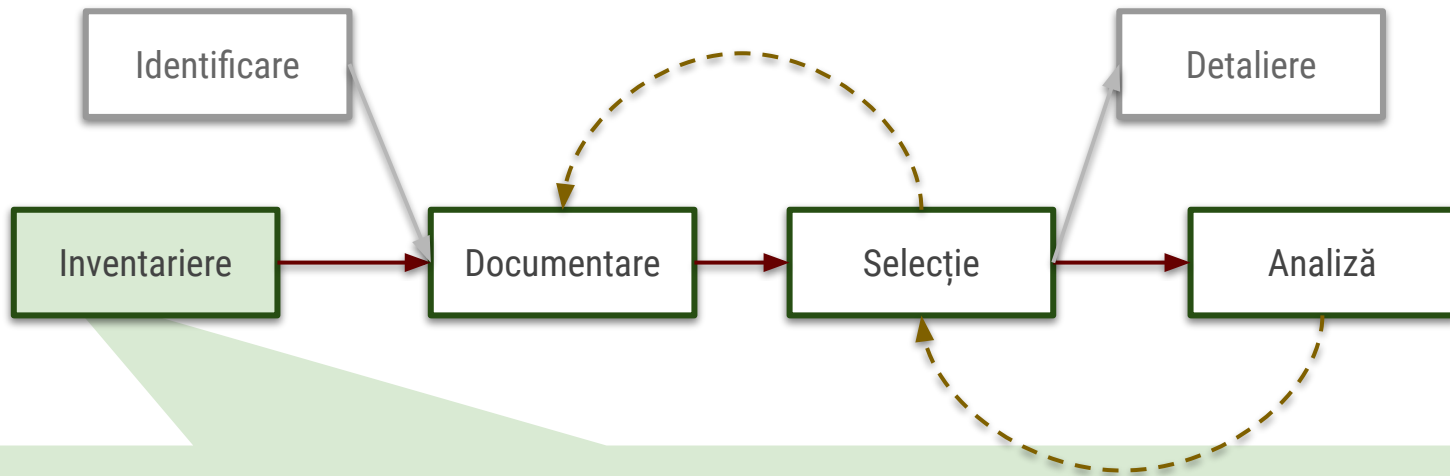 Identificare
Detaliere
Inventariere
Documentare
Selecție
Analiză